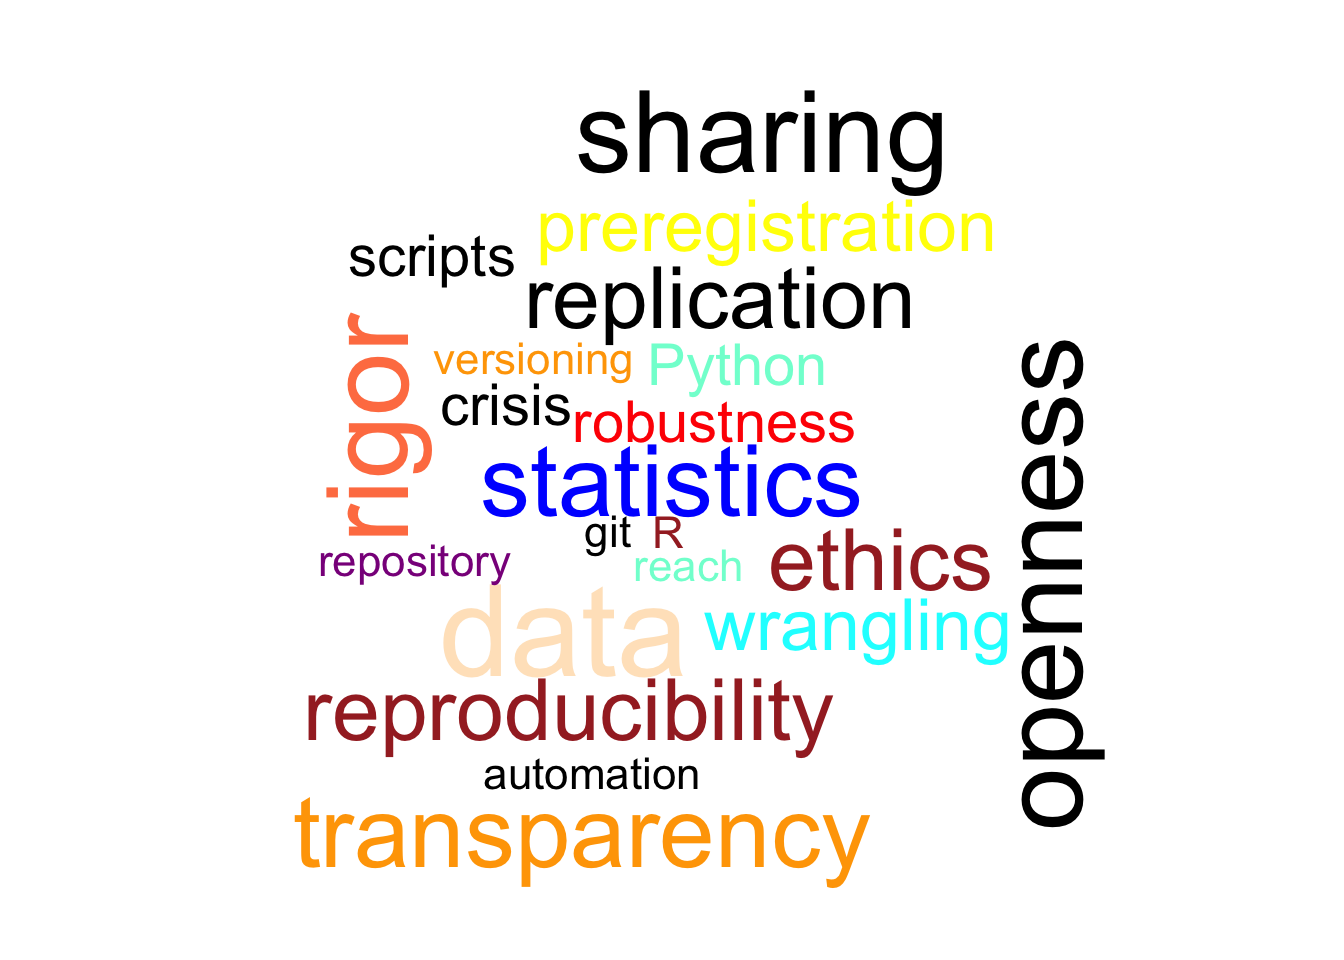 sharing
preregistration
scripts
replication
rigor
versioning
Python
crisis
robustness
openness
statistics
git
R
repository
reach
ethics
data
wrangling
reproducibility
automation
transparency